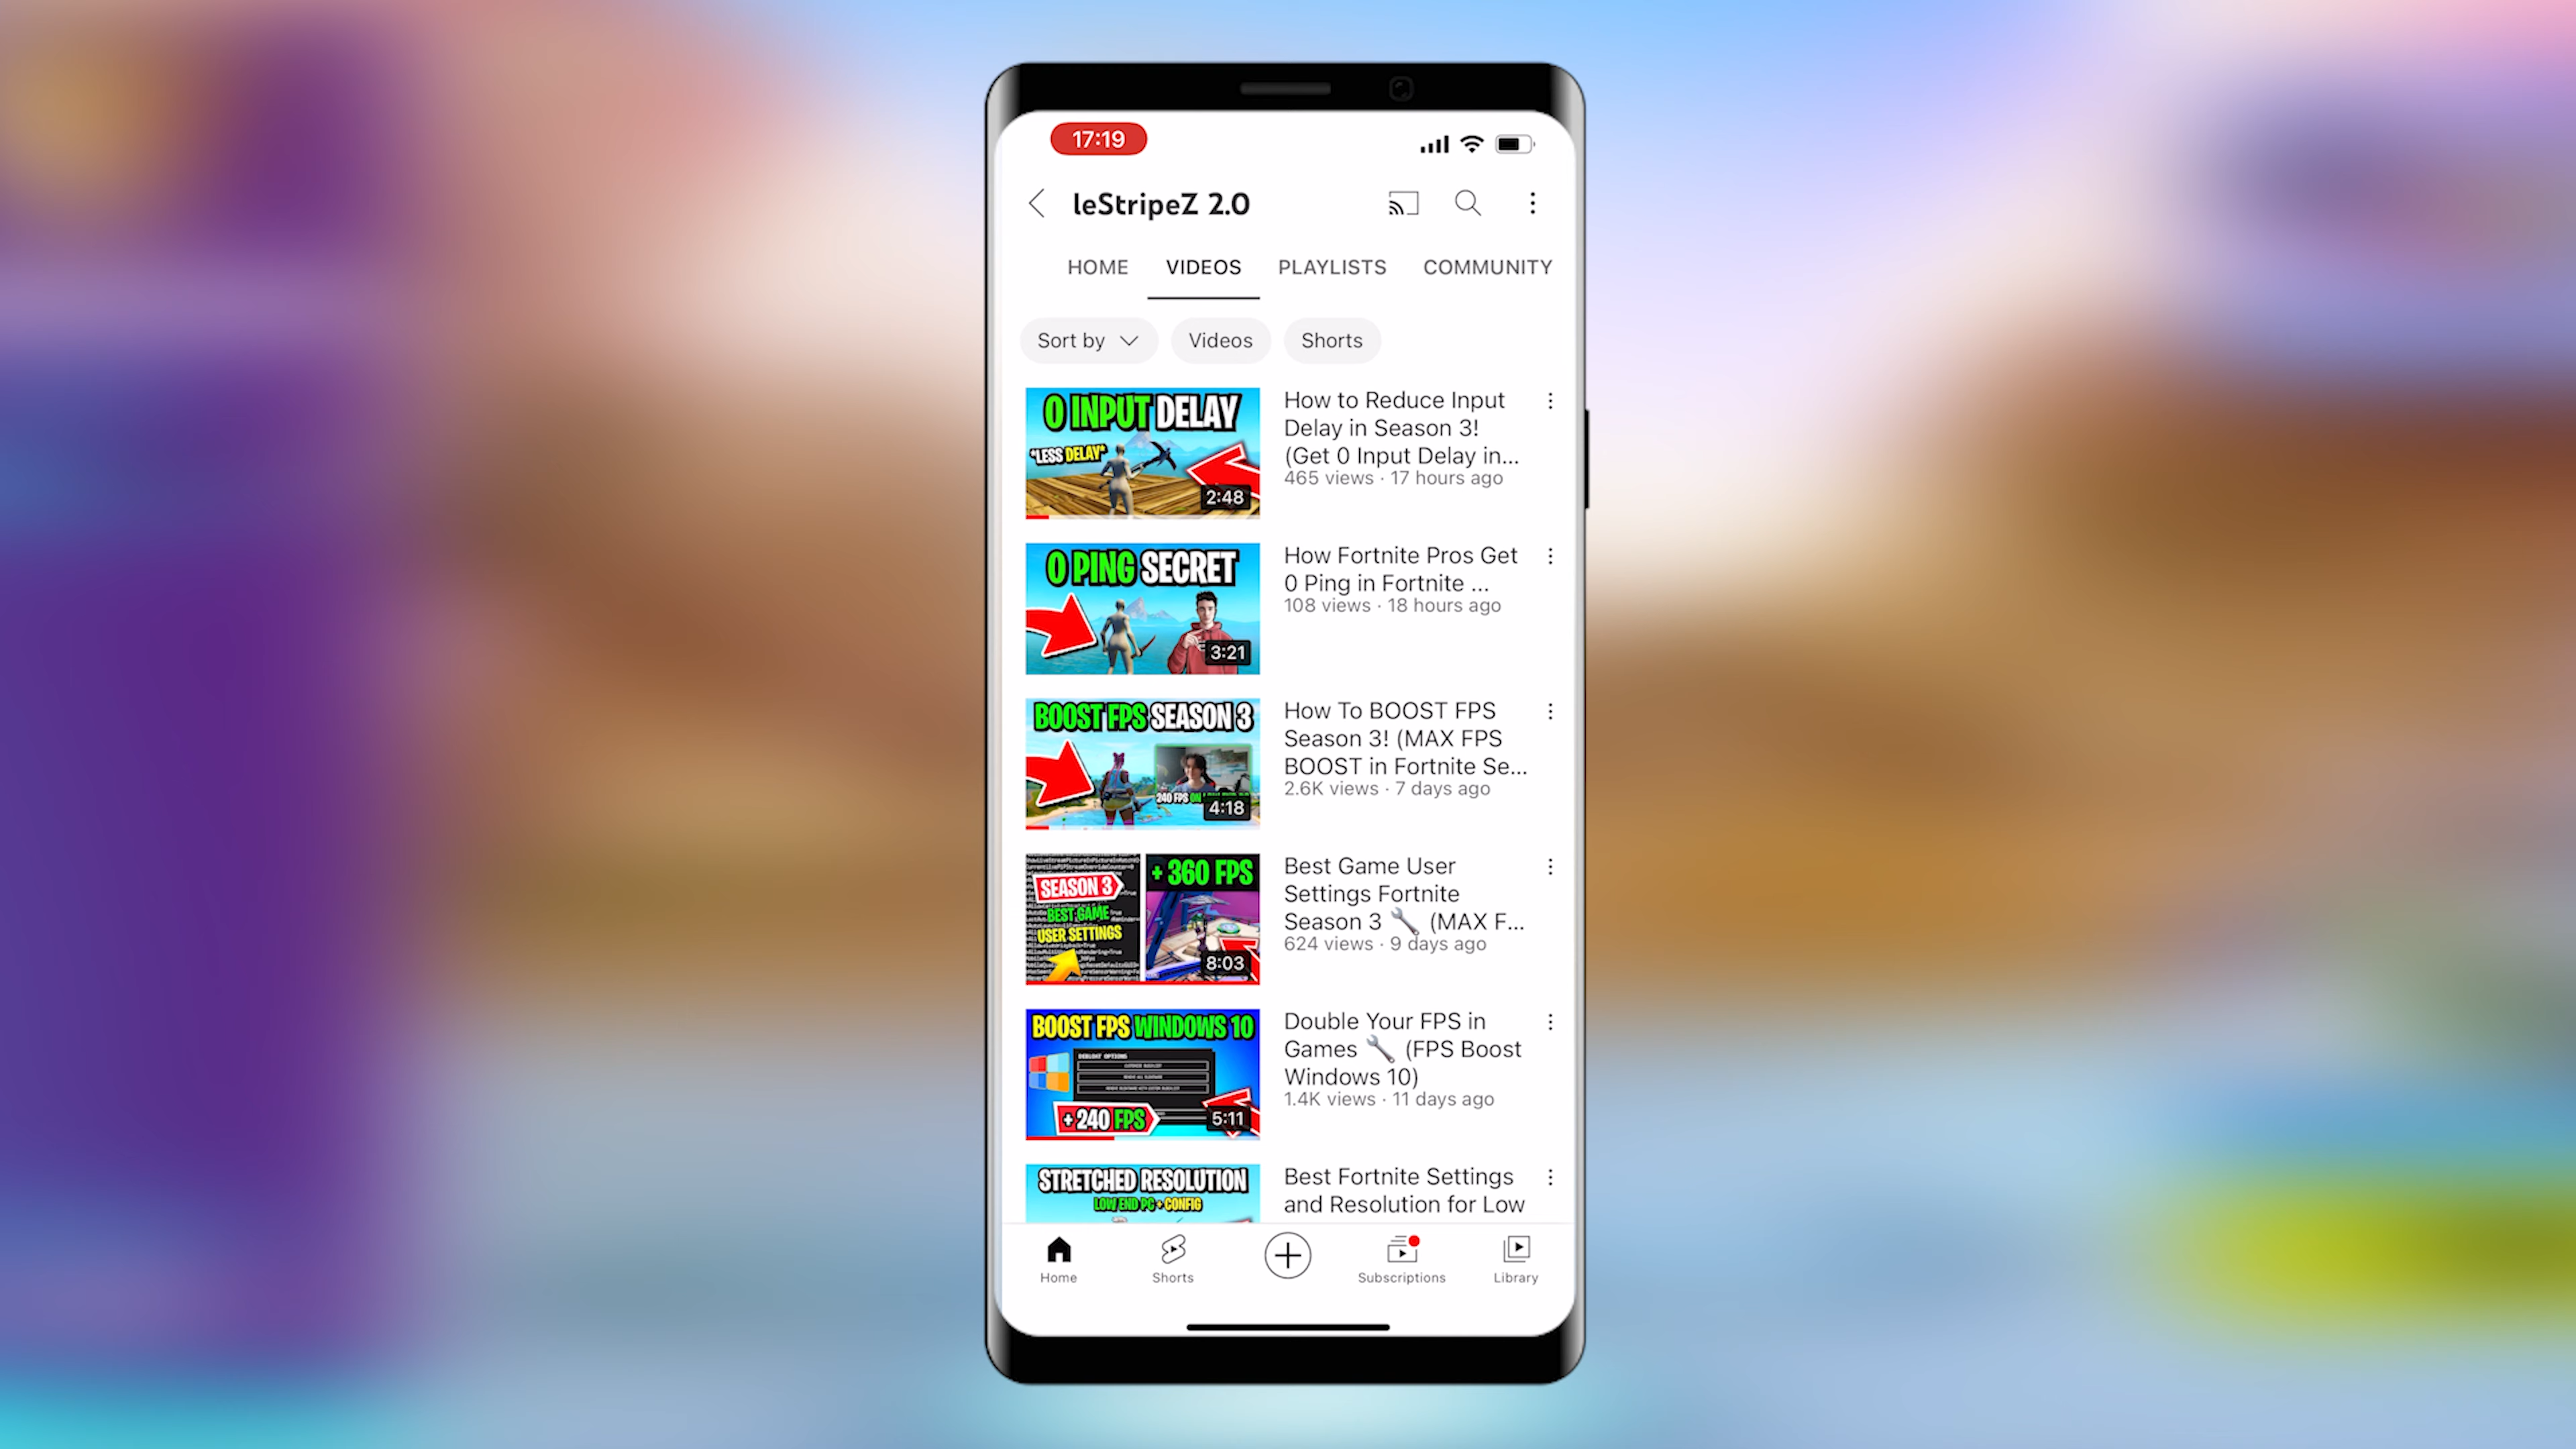 17:19
leStripeZ 2.0
HOME VIDEOS PLAYLISTS COMMUNITY
Sort by Videos Shorts
0 INPUT DELAY
*LESS DELAY*
2:48
How to Reduce Input
Delay in Season 3!
(Get 0 Input Delay in...
465 views · 17 hours ago
0 PING SECRET
3:21
How Fortnite Pros Get
0 Ping in Fortnite ...
108 views · 18 hours ago
BOOST FPS SEASON 3
240 FPS ON
4:18
How To BOOST FPS
Season 3! (MAX FPS
BOOST in Fortnite Se...
2.6K views · 7 days ago
SEASON 3
BEST GAME
USER SETTINGS
+ 360 FPS
8:03
Best Game User
Settings Fortnite
Season 3 🔧 (MAX F...
624 views · 9 days ago
BOOST FPS WINDOWS 10
DEBLOAT OPTIONS
+ 240 FPS
5:11
Double Your FPS in
Games 🔧 (FPS Boost
Windows 10)
1.4K views · 11 days ago
STRETCHED RESOLUTION
LOW END PC + CONFIG
Best Fortnite Settings
and Resolution for Low
Home Shorts Subscriptions Library